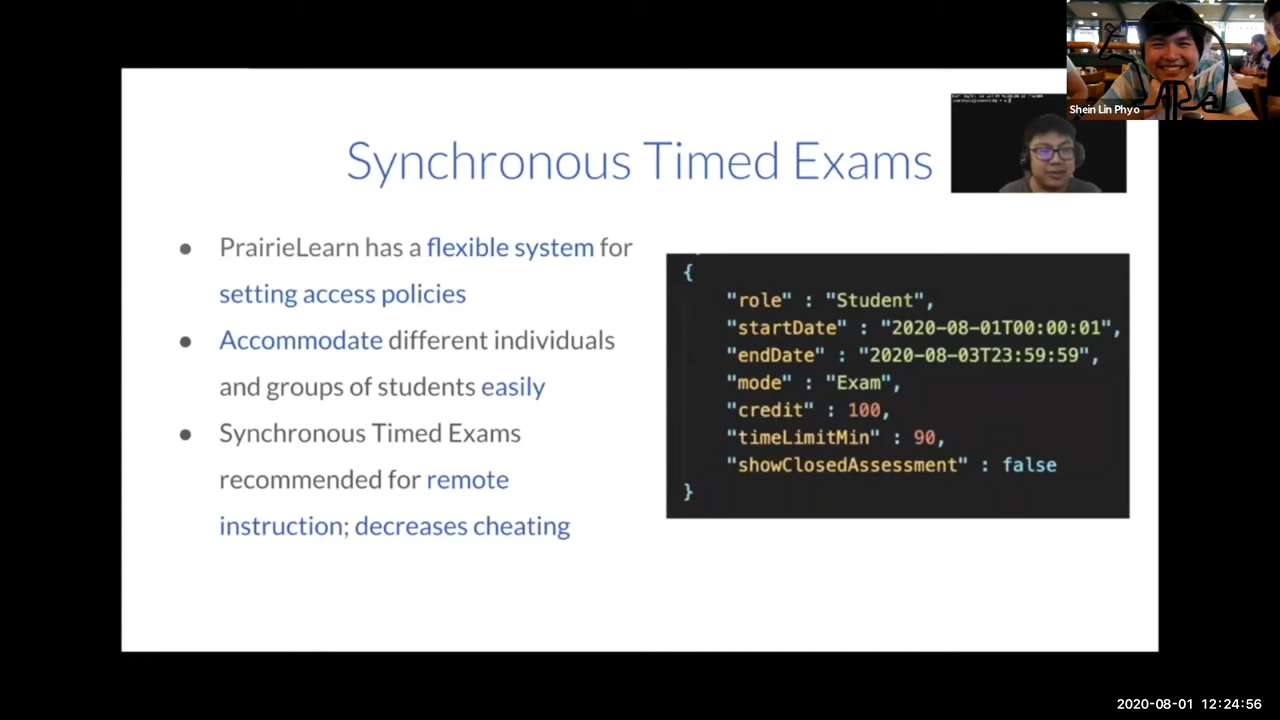 Shein Lin Phyo
Synchronous Timed Exams
● PrairieLearn has a flexible system for
setting access policies
● Accommodate different individuals
and groups of students easily
● Synchronous Timed Exams
recommended for remote
instruction; decreases cheating
{
"role" : "Student",
"startDate" : "2020-08-01T00:00:01",
"endDate" : "2020-08-03T23:59:59",
"mode" : "Exam",
"credit" : 100,
"timeLimitMin" : 90,
"showClosedAssessment" : false
}
2020-08-01 12:24:56